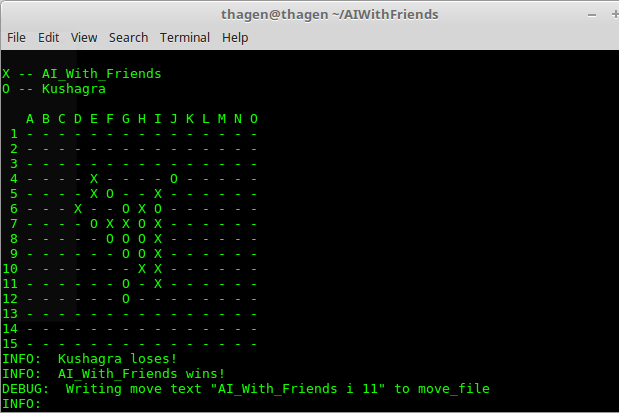 thagen@thagen ~/AIWithFriends
File Edit View Search Terminal Help
X -- AI_With_Friends
O -- Kushagra
A B C D E F G H I J K L M N O
1 - - - - - - - - - - - - - - -
2 - - - - - - - - - - - - - - -
3 - - - - - - - - - - - - - - -
4 - - - - X - - - - O - - - - -
5 - - - - X O - - X - - - - - -
6 - - - X - - O X O - - - - - -
7 - - - - O X X O X - - - - - -
8 - - - - - O O O X - - - - - -
9 - - - - - - O O X - - - - - -
10 - - - - - - - X X - - - - - -
11 - - - - - - O - X - - - - - -
12 - - - - - - O - - - - - - - -
13 - - - - - - - - - - - - - - -
14 - - - - - - - - - - - - - - -
15 - - - - - - - - - - - - - - -
INFO: Kushagra loses!
INFO: AI_With_Friends wins!
DEBUG: Writing move text "AI_With_Friends i 11" to move_file
INFO: